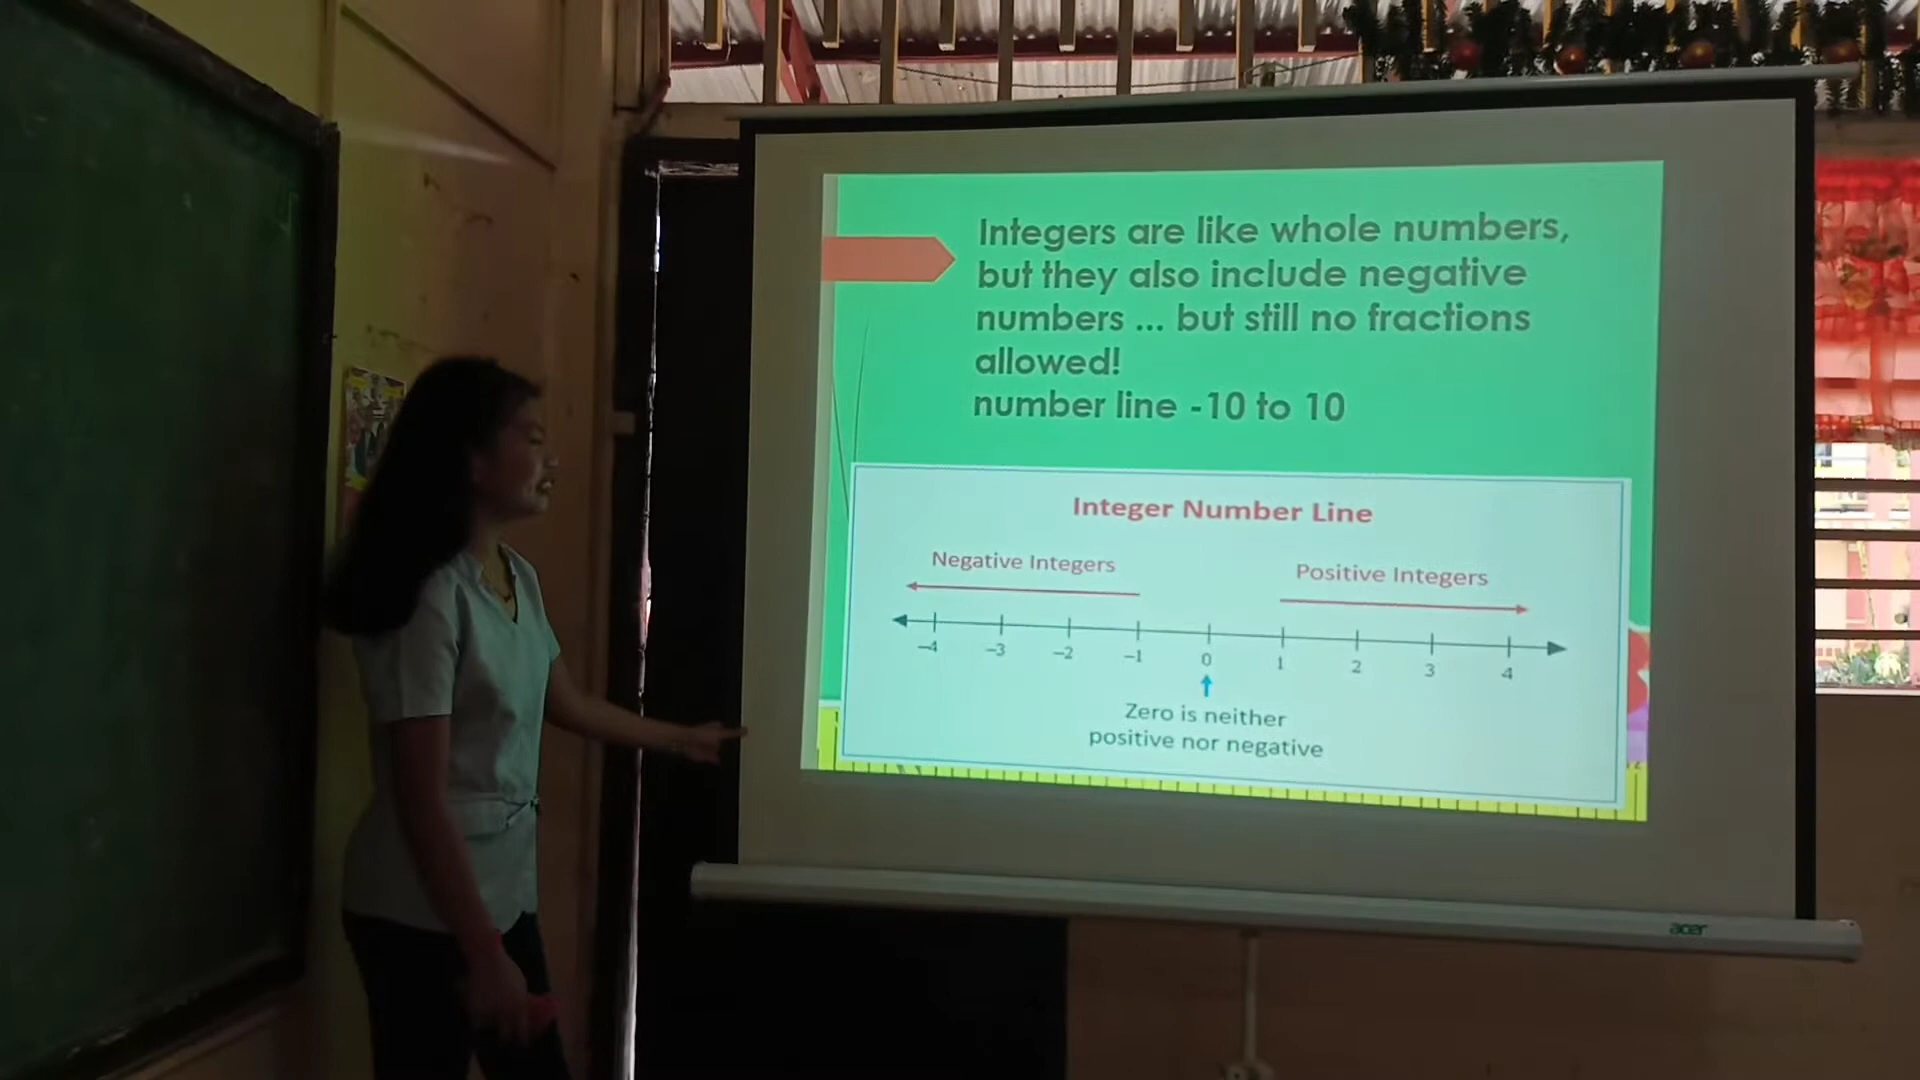 Integers are like whole numbers,
but they also include negative
numbers ... but still no fractions
allowed!
number line -10 to 10
Integer Number Line
Negative Integers
Positive Integers
–4 –3 –2 –1 0 1 2 3 4
Zero is neither
positive nor negative
acer